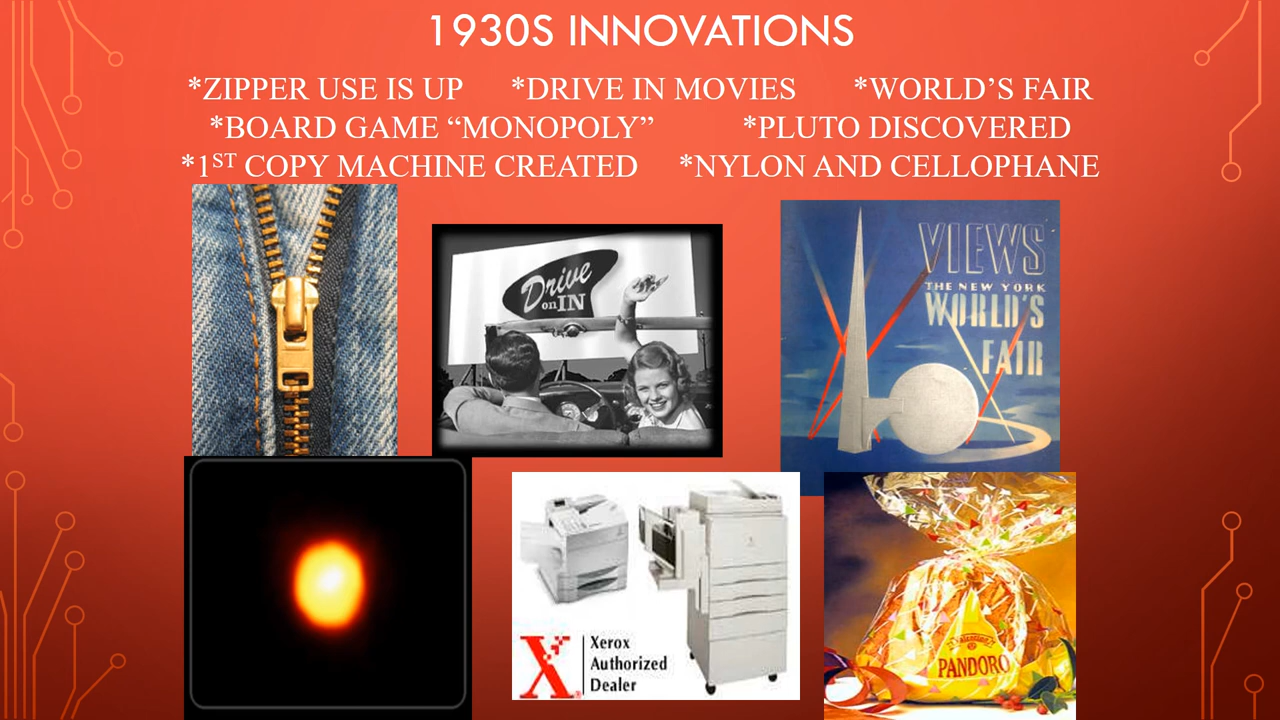 1930S INNOVATIONS
*ZIPPER USE IS UP *DRIVE IN MOVIES *WORLD’S FAIR
*BOARD GAME “MONOPOLY” *PLUTO DISCOVERED
*1ST COPY MACHINE CREATED *NYLON AND CELLOPHANE
Drive
on IN
VIEWS
THE NEW YORK
WORLD'S
FAIR
X
Xerox
Authorized
Dealer
PANDORO